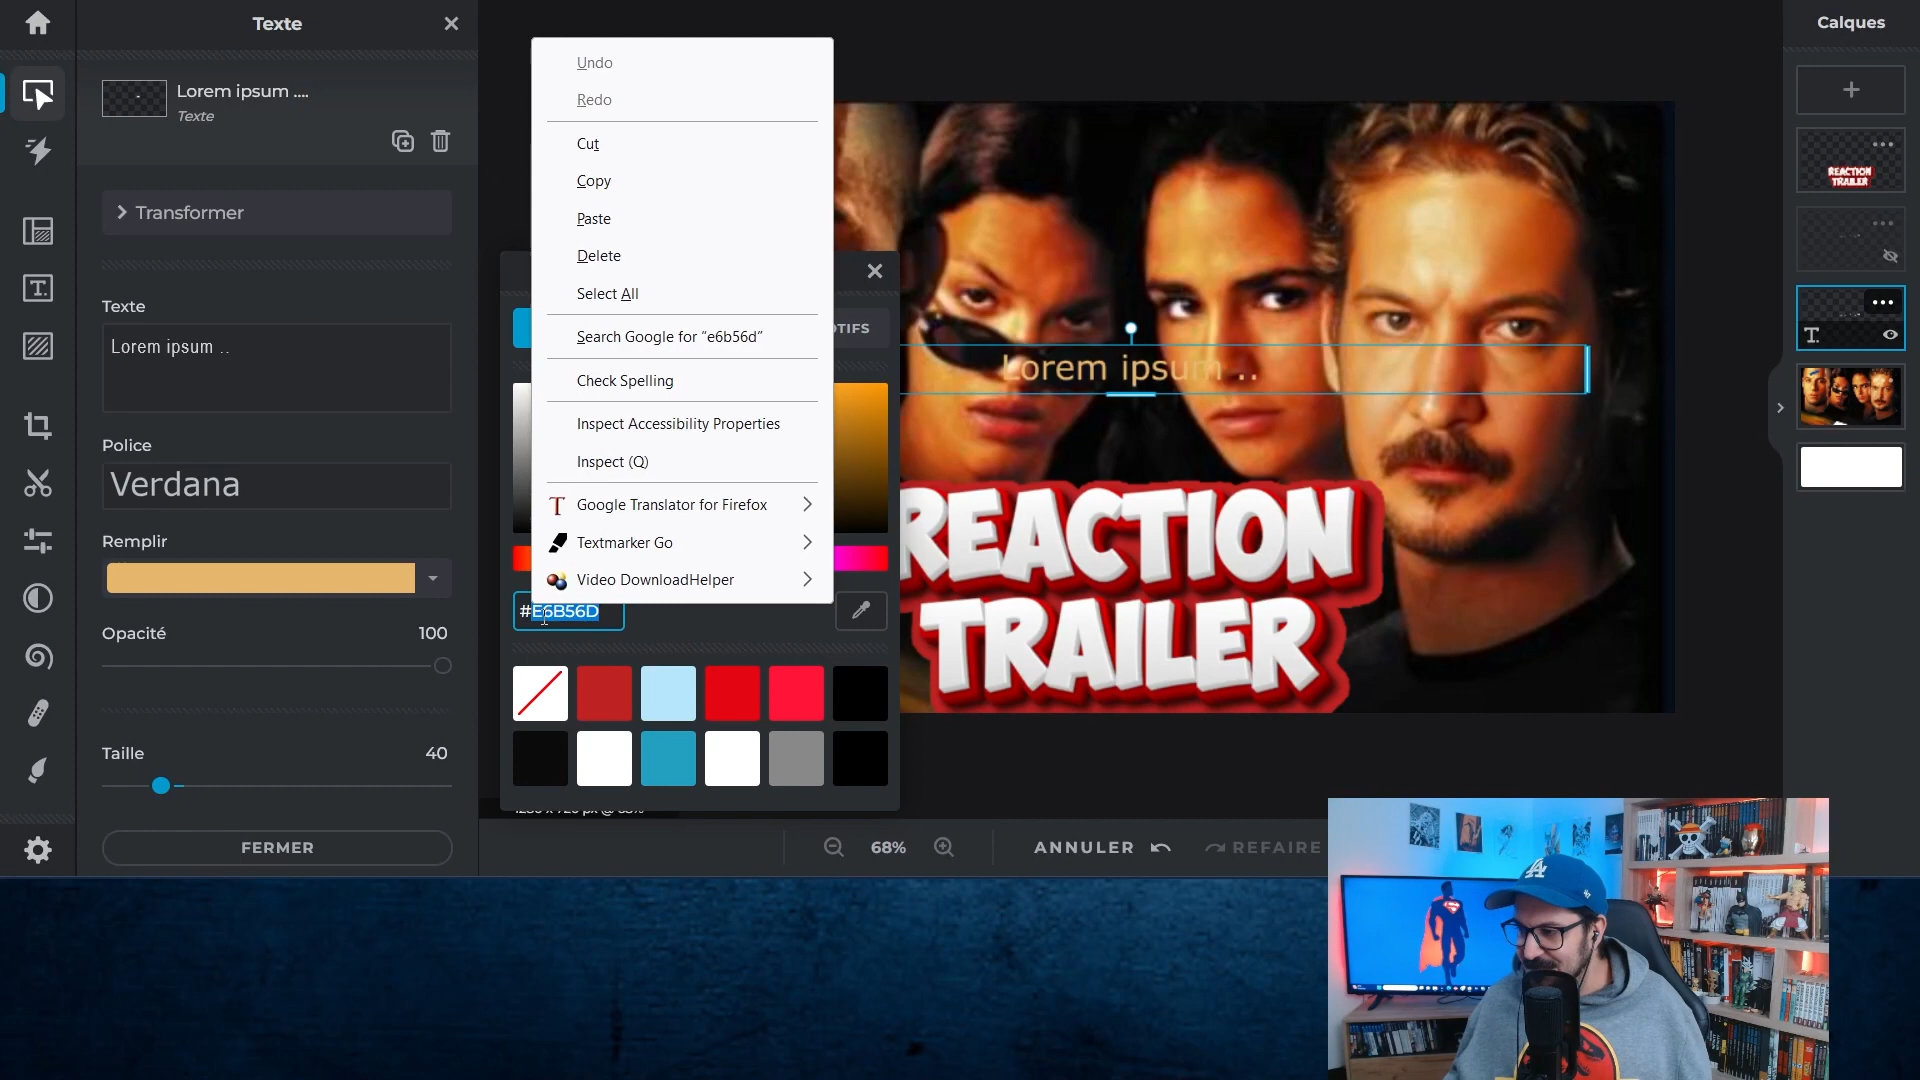 Texte
Lorem ipsum ....
Texte
Transformer
Texte
Lorem ipsum ..
Police
Verdana
Remplir
Opacité 100
Taille 40
FERMER
Undo
Redo
Cut
Copy
Paste
Delete
Select All
Search Google for “e6b56d”
Check Spelling
Inspect Accessibility Properties
Inspect (Q)
Google Translator for Firefox
Textmarker Go
Video DownloadHelper
#E6B56D
Lorem ipsum ..
REACTION
TRAILER
68%
ANNULER
REFAIRE
Calques
REACTION
TRAILER